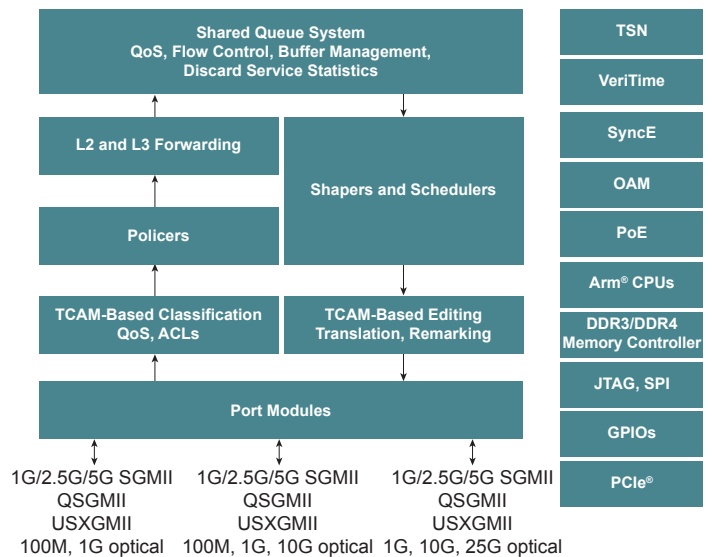 Shared Queue System
QoS, Flow Control, Buffer Management,
Discard Service Statistics
L2 and L3 Forwarding
Policers
TCAM-Based Classification
QoS, ACLs
Shapers and Schedulers
TCAM-Based Editing
Translation, Remarking
Port Modules
1G/2.5G/5G SGMII
QSGMII
USXGMII
100M, 1G optical
1G/2.5G/5G SGMII
QSGMII
USXGMII
100M, 1G, 10G optical
1G/2.5G/5G SGMII
QSGMII
USXGMII
1G, 10G, 25G optical
TSN
VeriTime
SyncE
OAM
PoE
Arm® CPUs
DDR3/DDR4
Memory Controller
JTAG, SPI
GPIOs
PCIe®